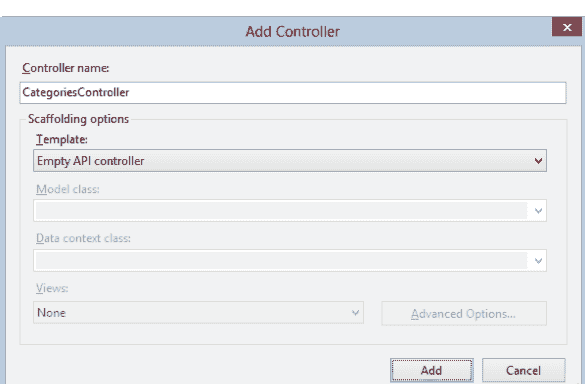 Add Controller
Controller name:
CategoriesController
Scaffolding options
Template:
Empty API controller
Model class:
Data context class:
Views:
None
Advanced Options...
Add
Cancel